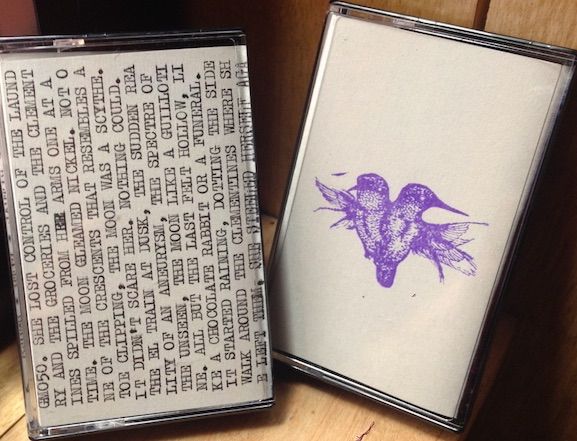 GM050. SHE LOST CONTROL OF THE LAUND
RY AND THE GROCERIES AND THE CLEMENT
INES SPILLED FROM HER ARMS ONE AT A
TIME. THE MOON GLEAMED NICKEL. NOT O
NE OF THE CRESCENTS THAT RESEMBLES A
TOE CLIPPING, THE MOON WAS A SCYTHE.
IT DIDN'T SCARE HER. NOTHING COULD.
THE EL TRAIN AT DUSK, THE SUDDEN REA
LITY OF AN ANEURYSM, THE SPECTRE OF
THE UNSEEN, THE MOON LIKE A GUILLOTI
NE. ALL BUT THE LAST FELT HOLLOW, LI
KE A CHOCOLATE RABBIT OR A FUNERAL.
IT STARTED RAINING, DOTTING THE SIDE
WALK AROUND THE CLEMENTINES WHERE SH
E LEFT THEM. SHE HERSELF AGA